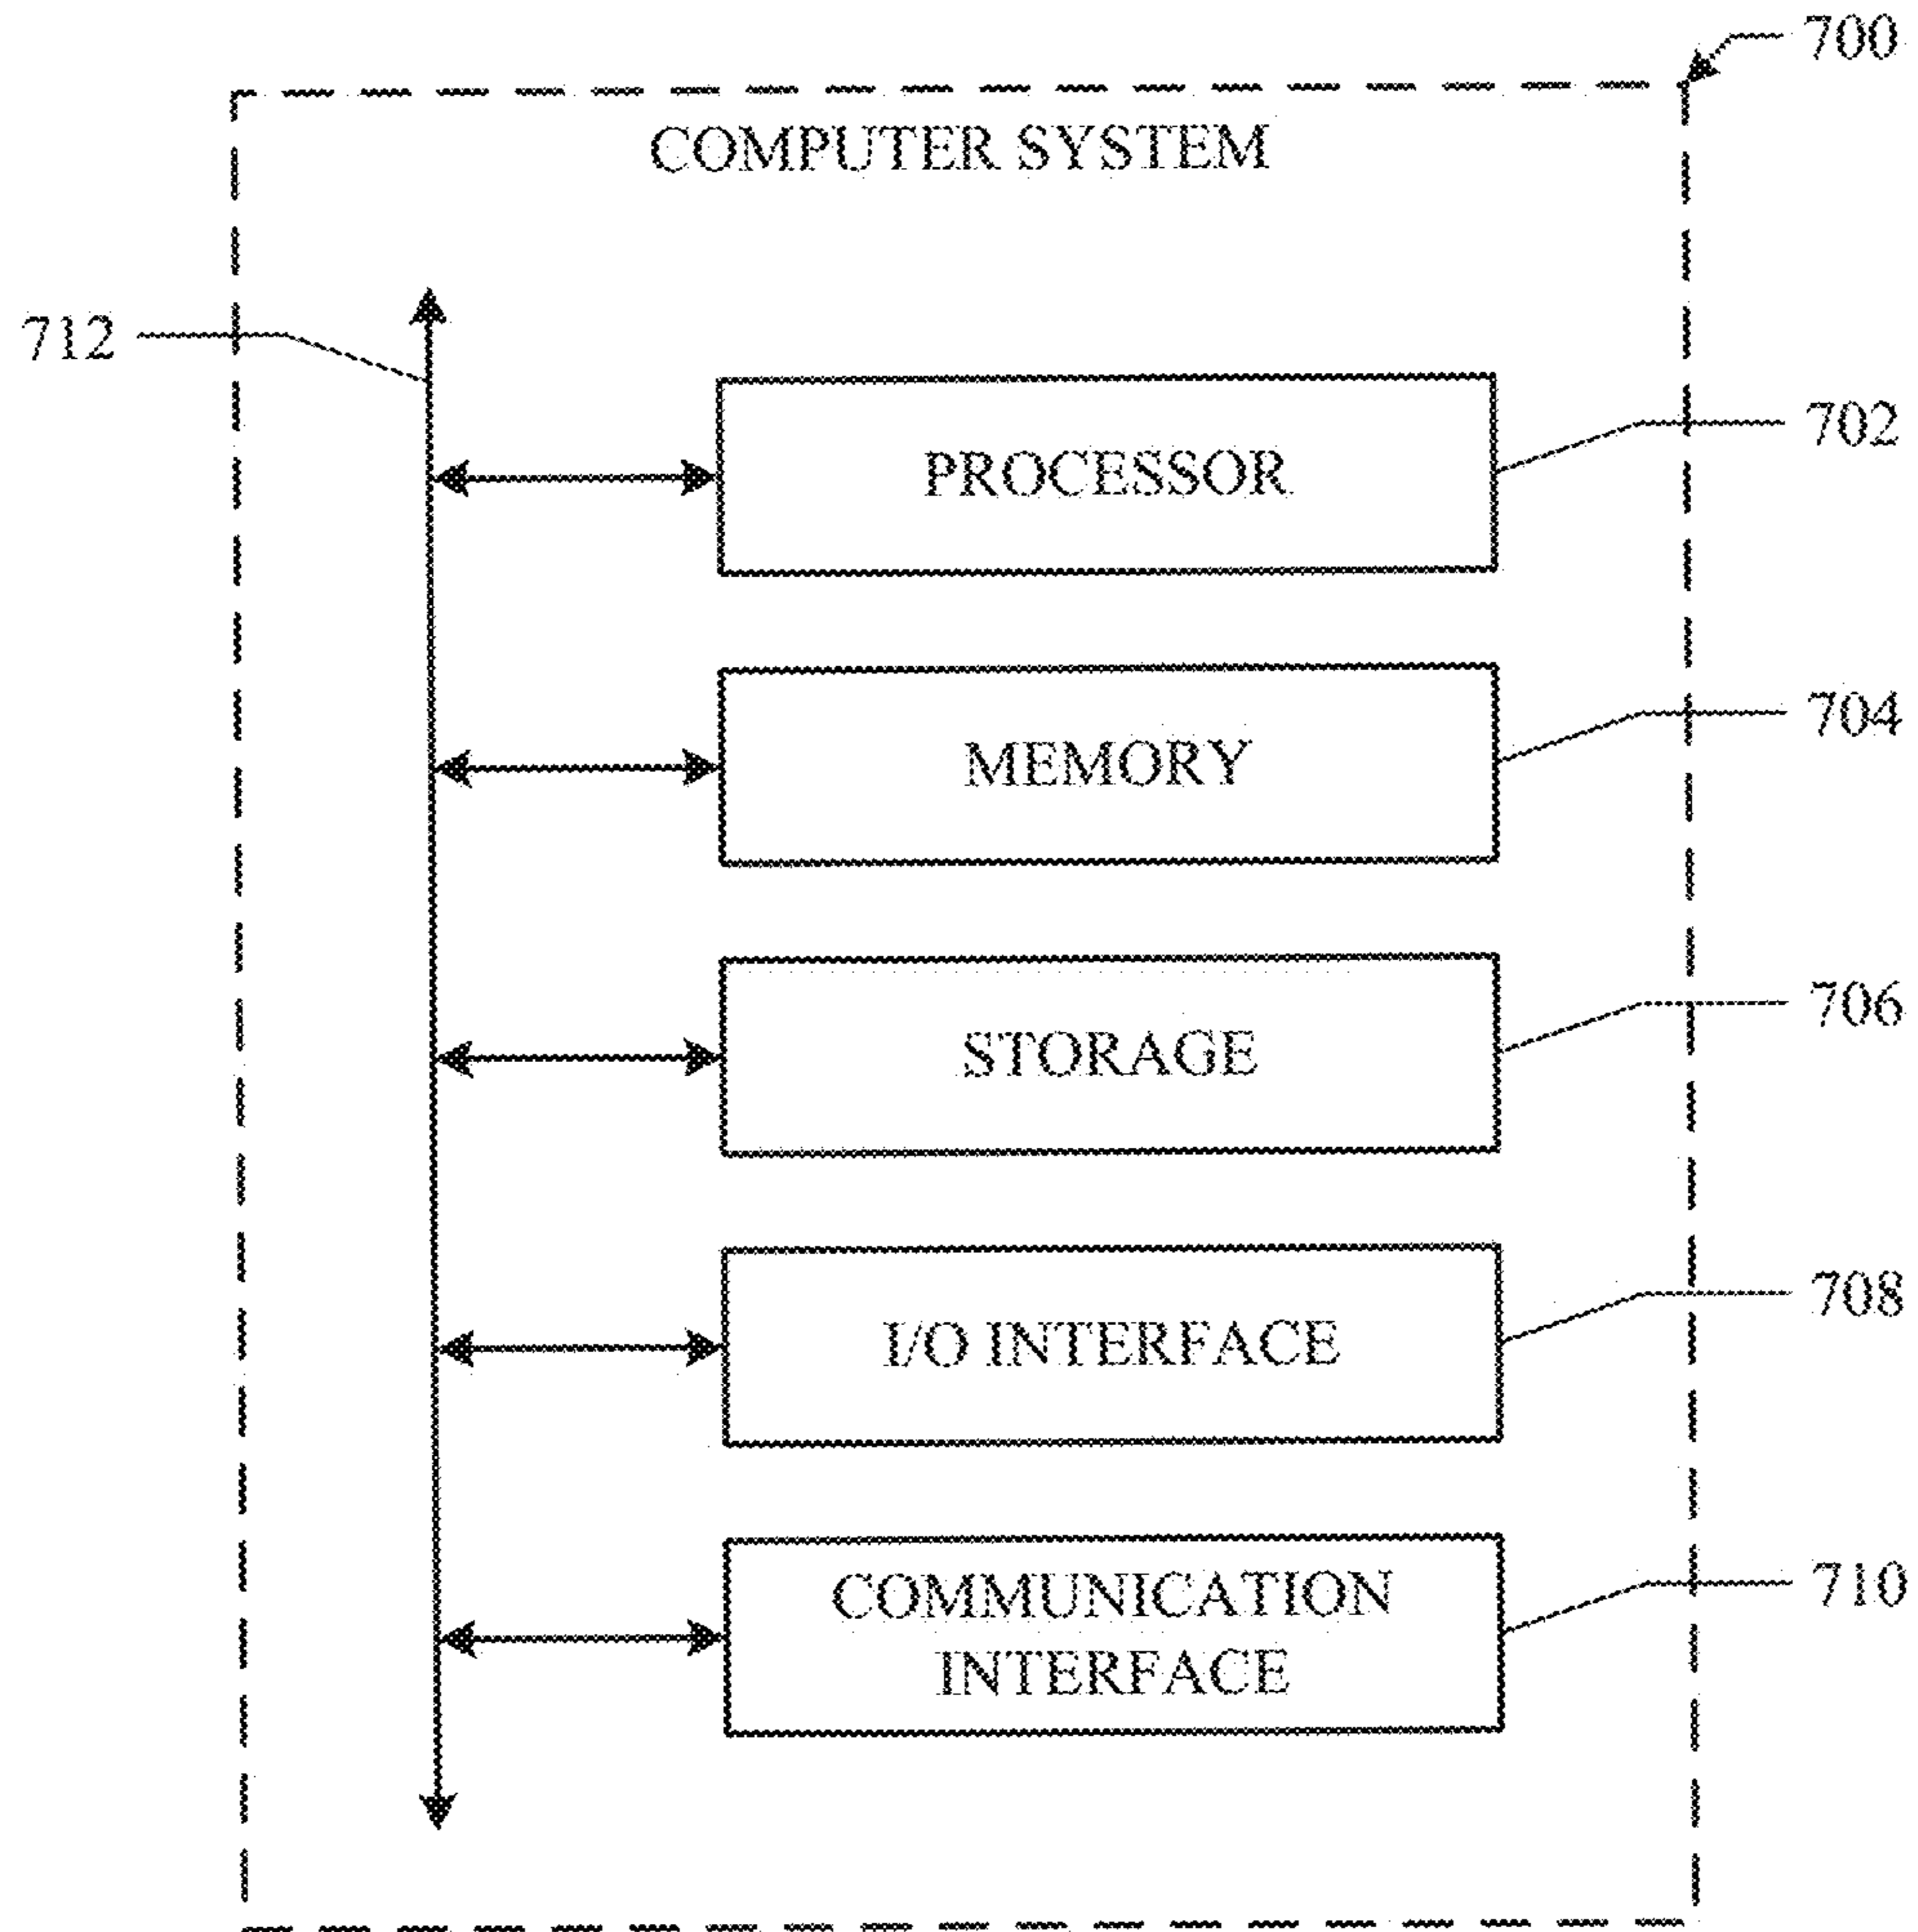 700
COMPUTER SYSTEM
712
PROCESSOR
702
MEMORY
704
STORAGE
706
I/O INTERFACE
708
COMMUNICATION
INTERFACE
710